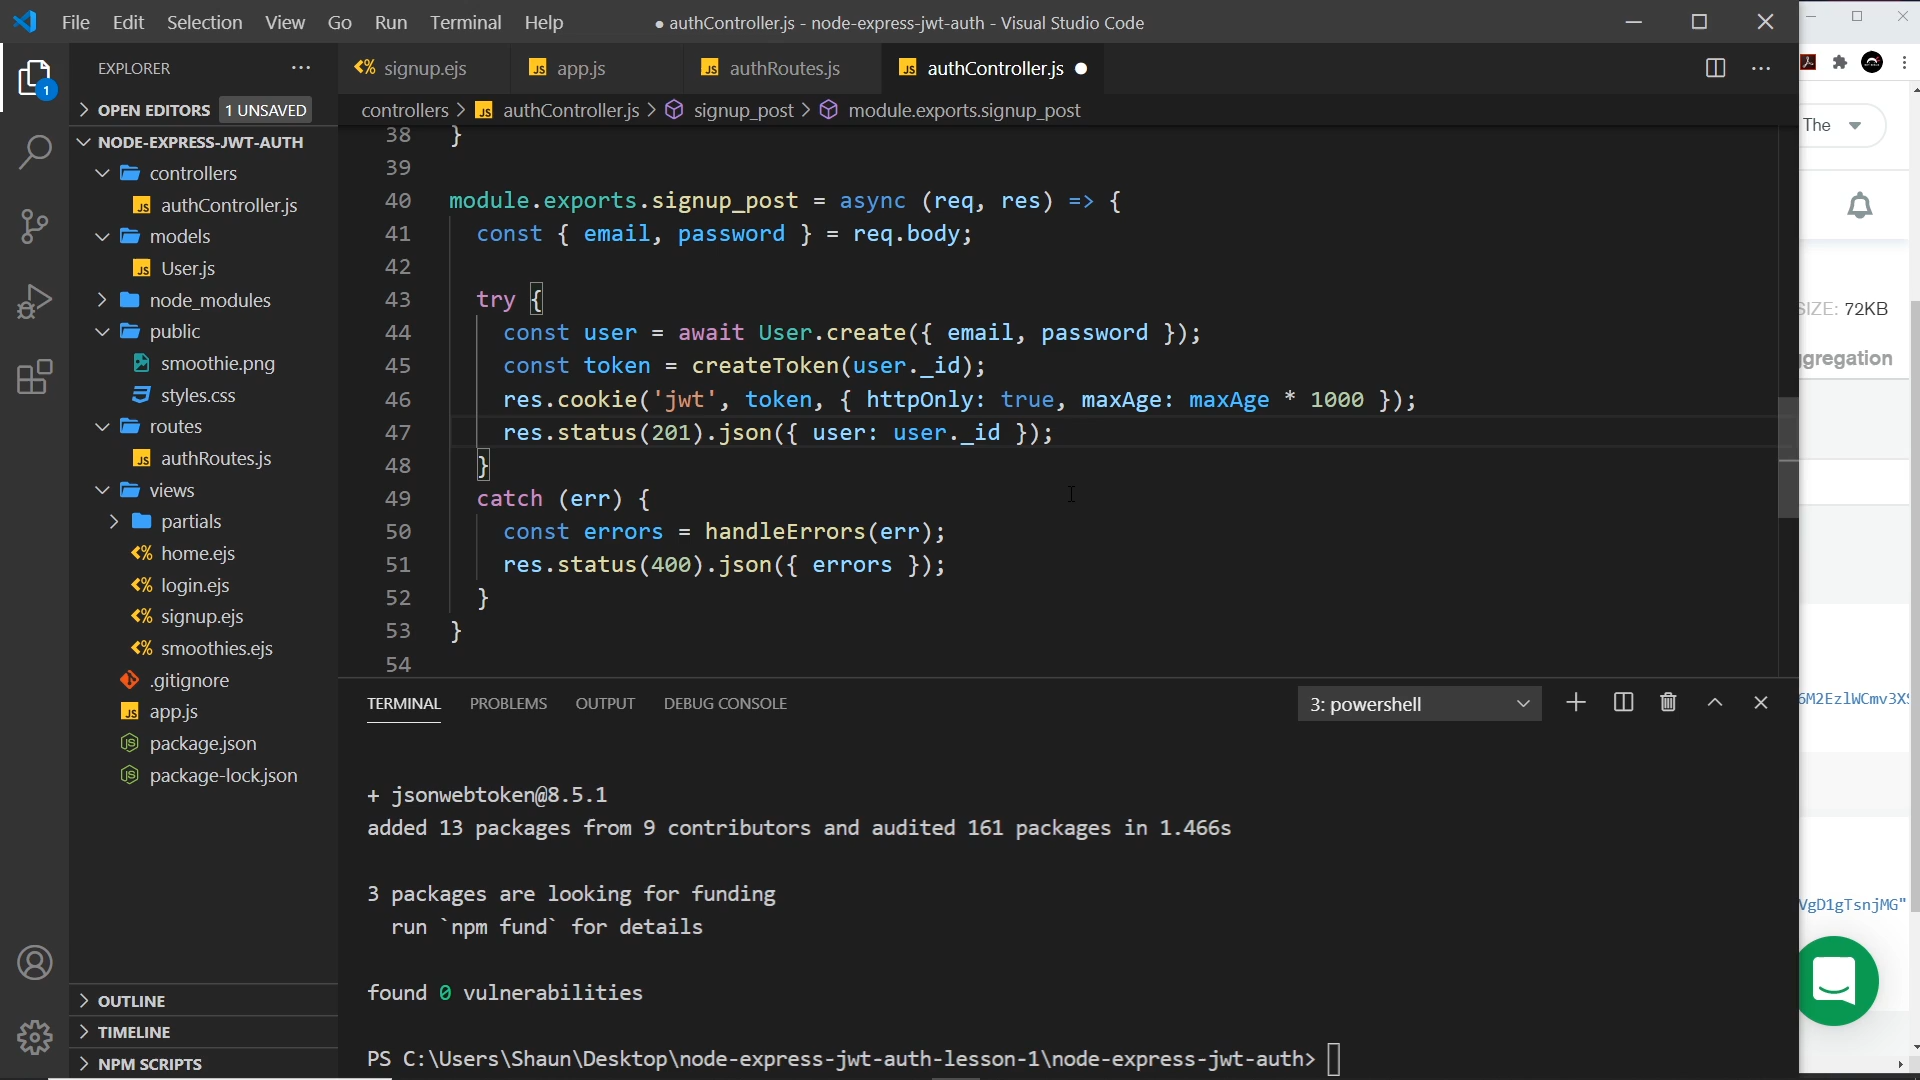 File Edit Selection View Go Run Terminal Help
● authController.js - node-express-jwt-auth - Visual Studio Code
EXPLORER
OPEN EDITORS 1 UNSAVED
NODE-EXPRESS-JWT-AUTH
controllers
authController.js
models
User.js
node_modules
public
smoothie.png
styles.css
routes
authRoutes.js
views
partials
home.ejs
login.ejs
signup.ejs
smoothies.ejs
.gitignore
app.js
package.json
package-lock.json
OUTLINE
TIMELINE
NPM SCRIPTS
1
signup.ejs app.js authRoutes.js authController.js
controllers > authController.js > signup_post > module.exports.signup_post
38 }
39
40 module.exports.signup_post = async (req, res) => {
41 const { email, password } = req.body;
42
43 try {
44 const user = await User.create({ email, password });
45 const token = createToken(user._id);
46 res.cookie('jwt', token, { httpOnly: true, maxAge: maxAge * 1000 });
47 res.status(201).json({ user: user._id });
48 }
49 catch (err) {
50 const errors = handleErrors(err);
51 res.status(400).json({ errors });
52 }
53 }
54
TERMINAL PROBLEMS OUTPUT DEBUG CONSOLE
3: powershell
+ jsonwebtoken@8.5.1
added 13 packages from 9 contributors and audited 161 packages in 1.466s
3 packages are looking for funding
run `npm fund` for details
found 0 vulnerabilities
PS C:\Users\Shaun\Desktop\node-express-jwt-auth-lesson-1\node-express-jwt-auth>
The
SIZE: 72KB
ggregation
6M2EzlWCmv3X
VgD1gTsnjMG"